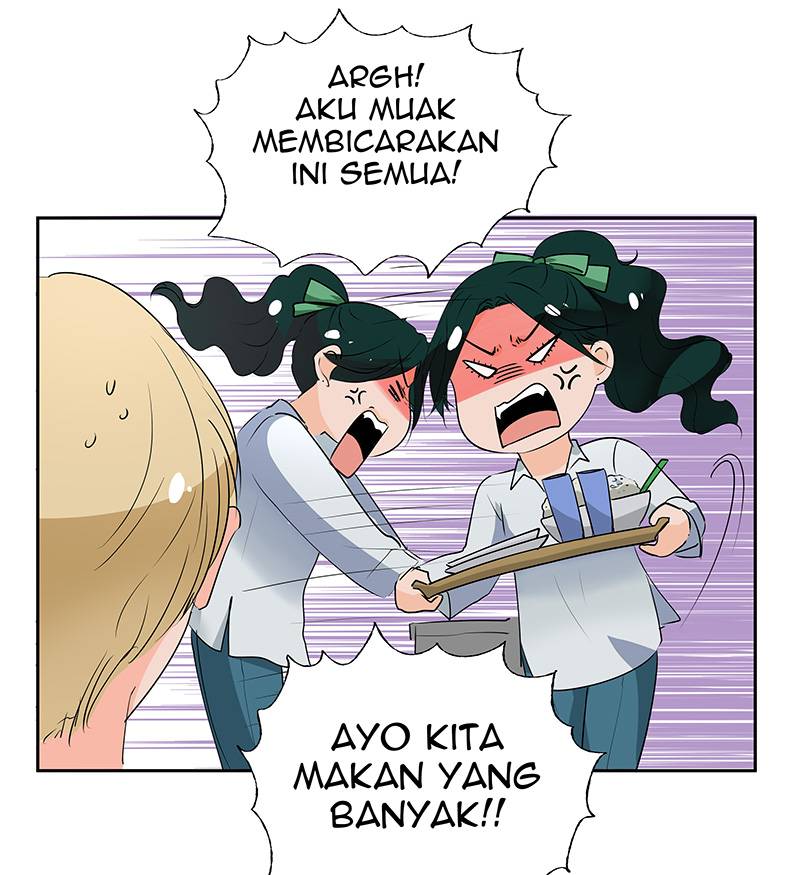 ARGH!
AKU MUAK
MEMBICARAKAN
INI SEMUA!
AYO KITA
MAKAN YANG
BANYAK!!